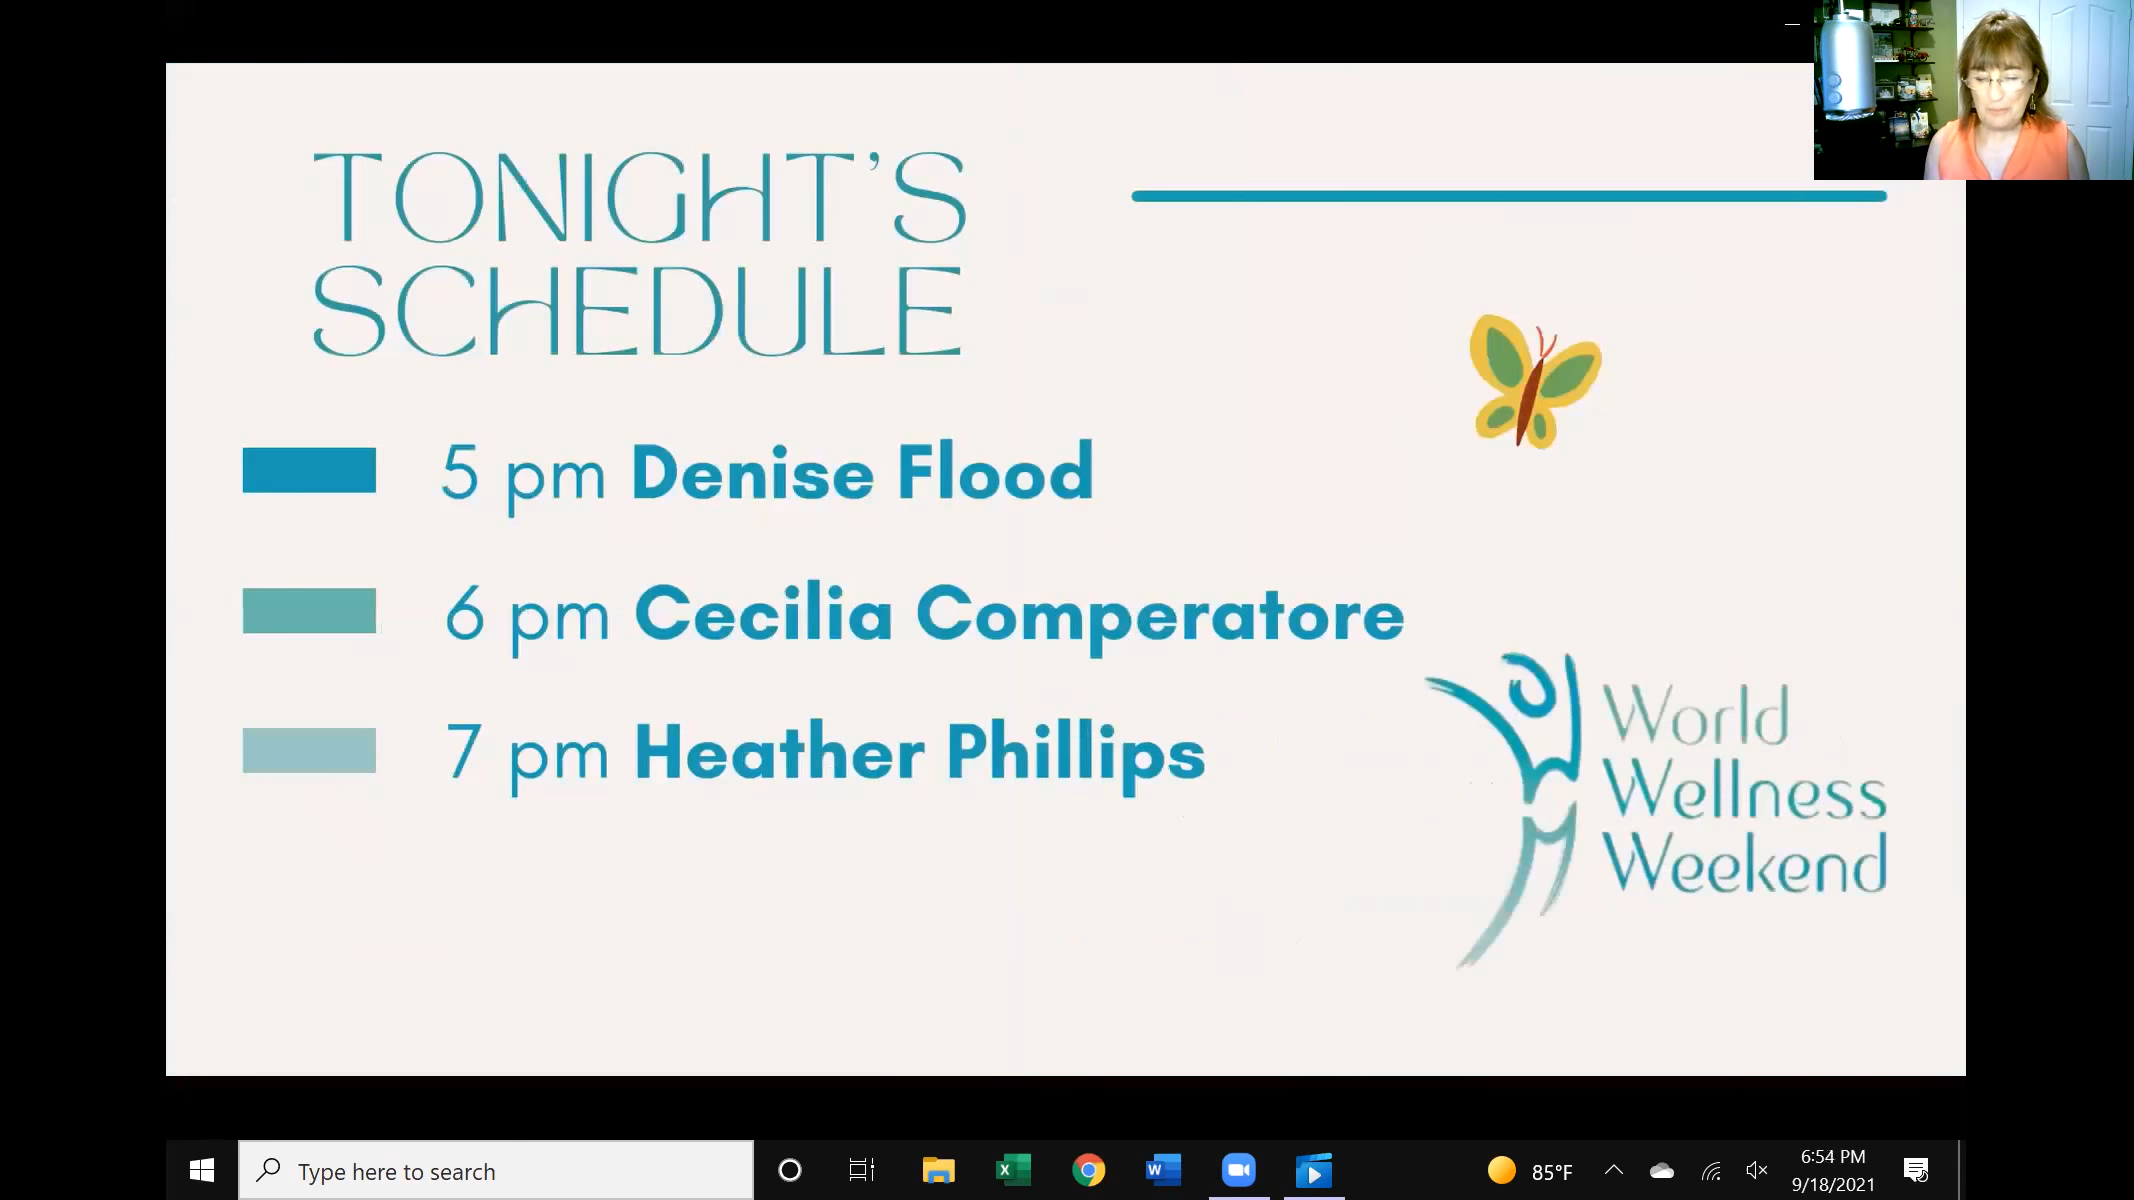 TONIGHT'S
SCHEDULE
5 pm Denise Flood
6 pm Cecilia Comperatore
7 pm Heather Phillips
World
Wellness
Weekend
Type here to search
85°F
6:54 PM
9/18/2021